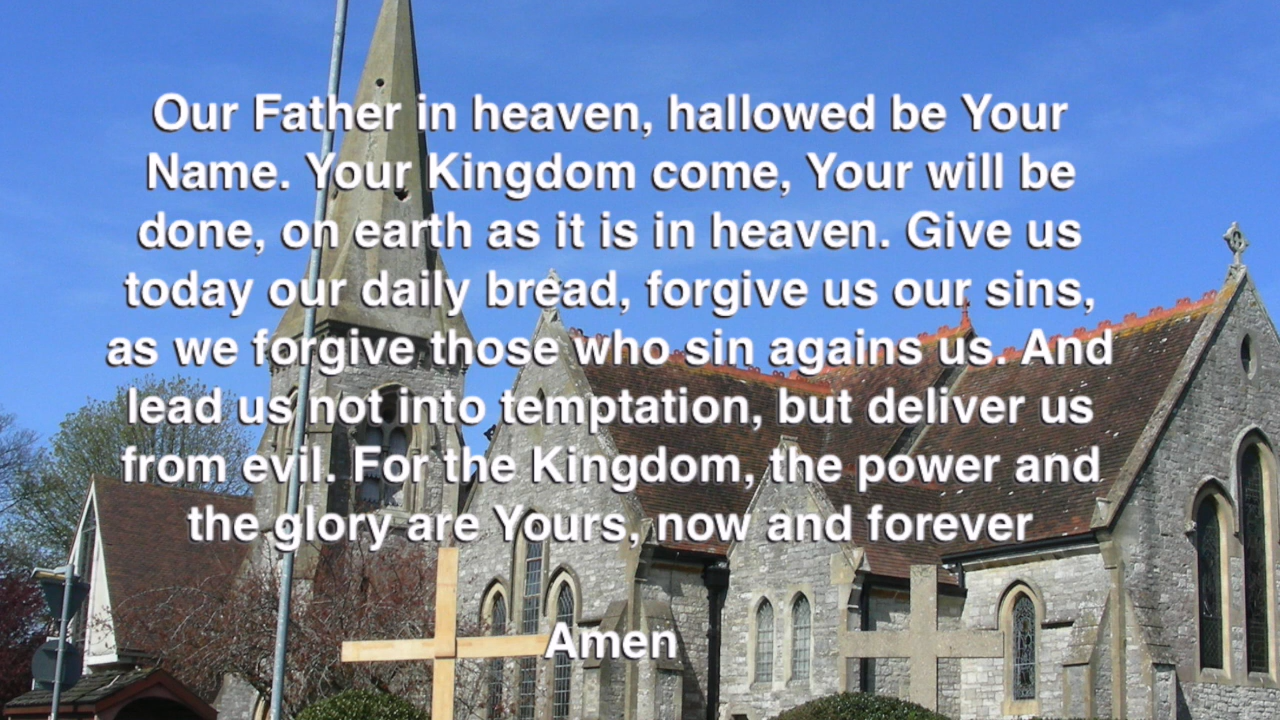 Our Father in heaven, hallowed be Your
Name. Your Kingdom come, Your will be
done, on earth as it is in heaven. Give us
today our daily bread, forgive us our sins,
as we forgive those who sin agains us. And
lead us not into temptation, but deliver us
from evil. For the Kingdom, the power and
the glory are Yours, now and forever
Amen